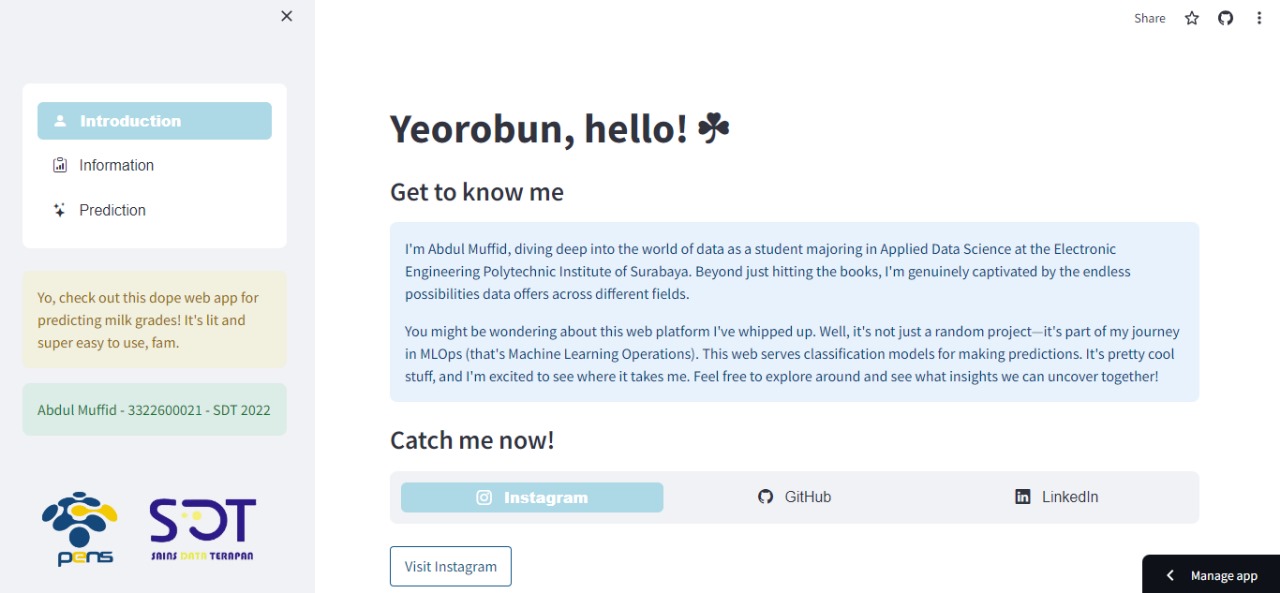 Share
Introduction
Information
Prediction
Yo, check out this dope web app for
predicting milk grades! It's lit and
super easy to use, fam.
Abdul Muffid - 3322600021 - SDT 2022
pens
SDT
SAINS DATA TERAPAN
Yeorobun, hello! ☘
Get to know me
I'm Abdul Muffid, diving deep into the world of data as a student majoring in Applied Data Science at the Electronic
Engineering Polytechnic Institute of Surabaya. Beyond just hitting the books, I'm genuinely captivated by the endless
possibilities data offers across different fields.
You might be wondering about this web platform I've whipped up. Well, it's not just a random project—it's part of my journey
in MLOps (that's Machine Learning Operations). This web serves classification models for making predictions. It's pretty cool
stuff, and I'm excited to see where it takes me. Feel free to explore around and see what insights we can uncover together!
Catch me now!
Instagram
GitHub
LinkedIn
Visit Instagram
Manage app